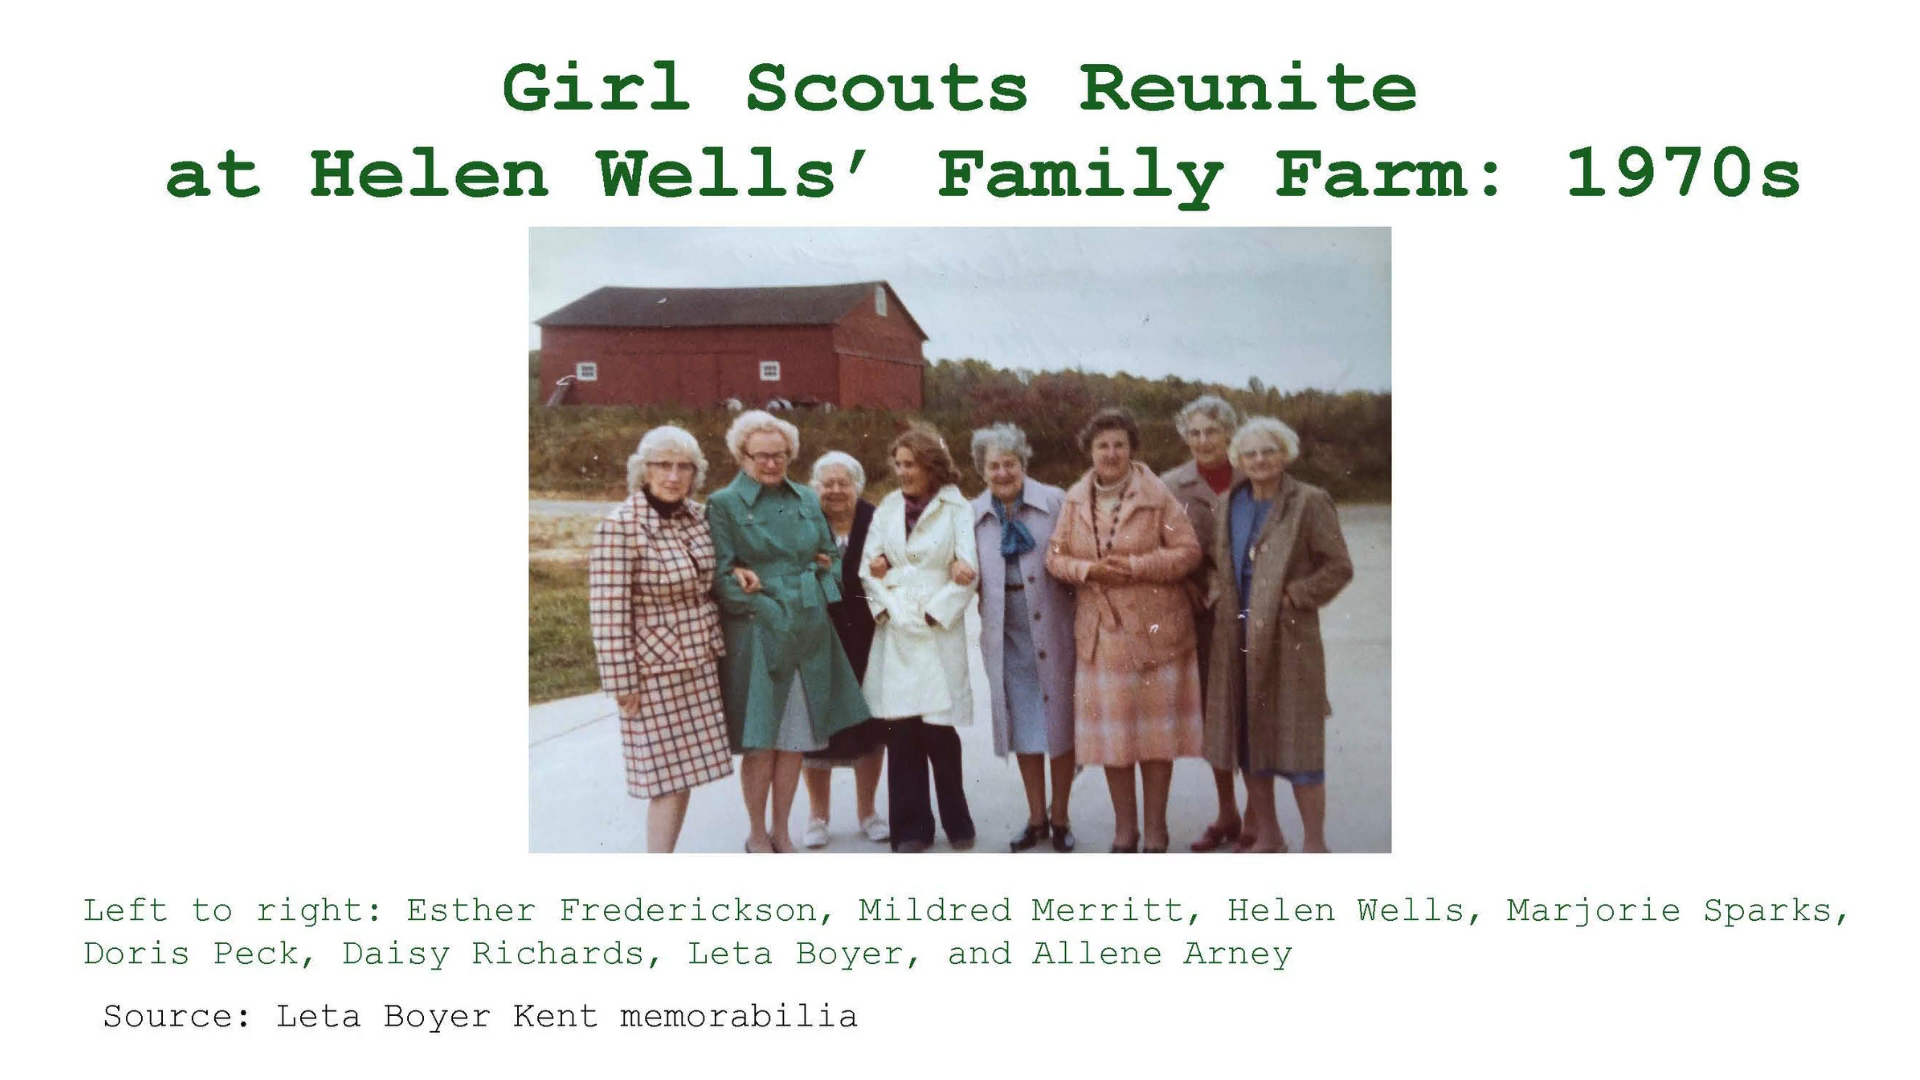 Girl Scouts Reunite
at Helen Wells’ Family Farm: 1970s
Left to right: Esther Frederickson, Mildred Merritt, Helen Wells, Marjorie Sparks,
Doris Peck, Daisy Richards, Leta Boyer, and Allene Arney
Source: Leta Boyer Kent memorabilia